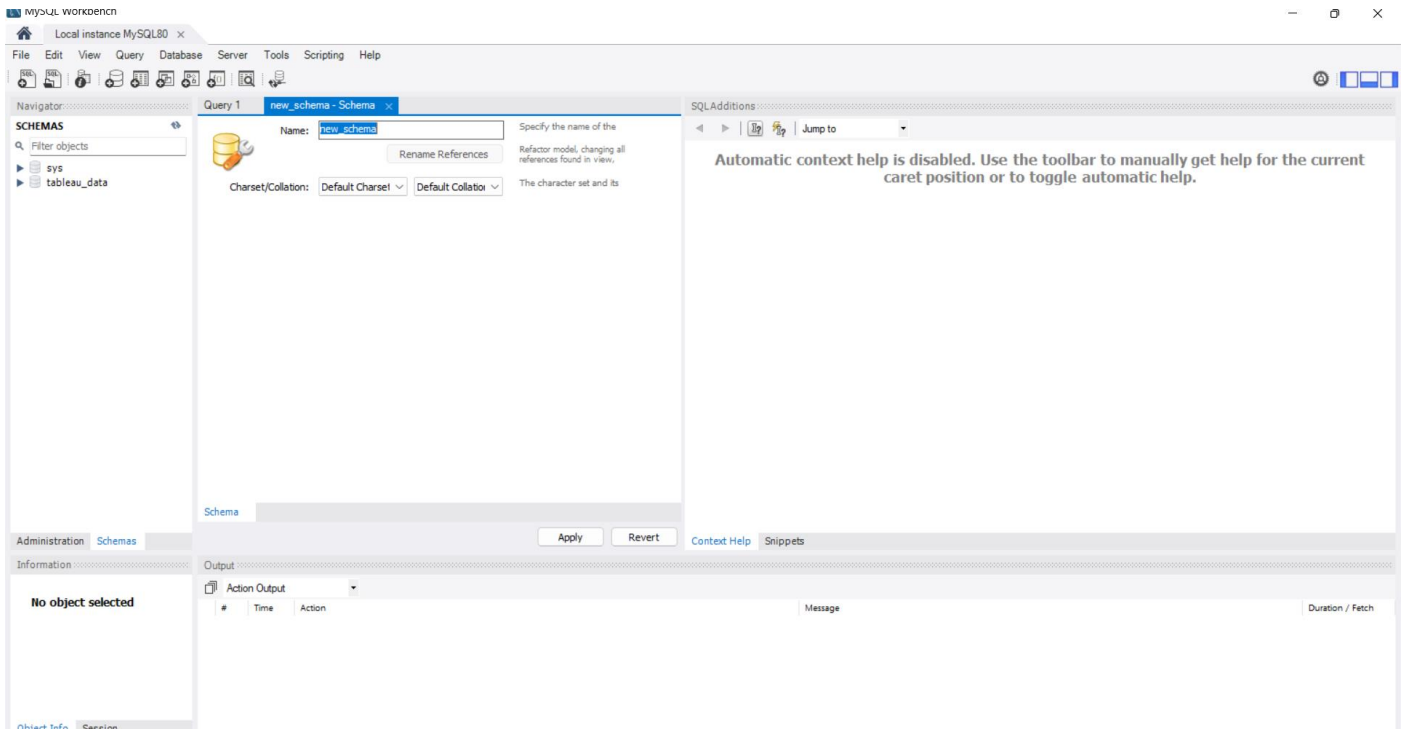 MySQL Workbench
Local instance MySQL80
File Edit View Query Database Server Tools Scripting Help
Navigator
SCHEMAS
Filter objects
sys
tableau_data
Administration Schemas
Query 1 new_schema - Schema
Name: new_schema
Specify the name of the
Rename References
Refactor model, changing all
references found in view,
Charset/Collation: Default Charset Default Collation
The character set and its
Schema
Apply Revert
SQLAdditions
Jump to
Automatic context help is disabled. Use the toolbar to manually get help for the current
caret position or to toggle automatic help.
Context Help Snippets
Information
No object selected
Object Info Session
Output
Action Output
# Time Action Message Duration / Fetch